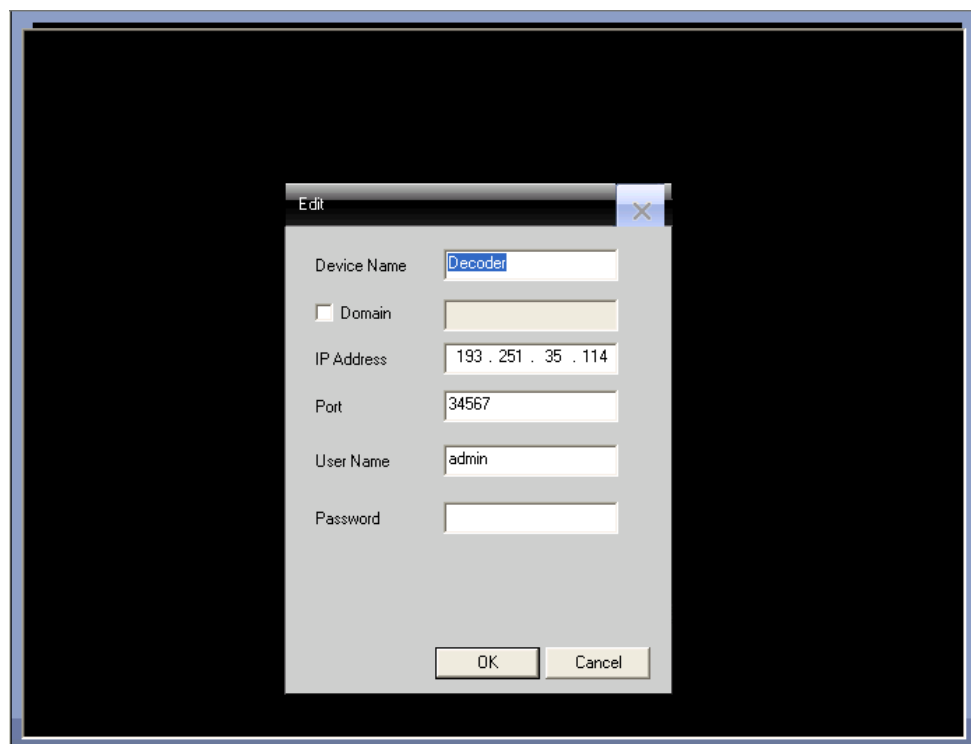 Edit
Device Name Decoder
Domain
IP Address 193 . 251 . 35 . 114
Port 34567
User Name admin
Password
OK Cancel